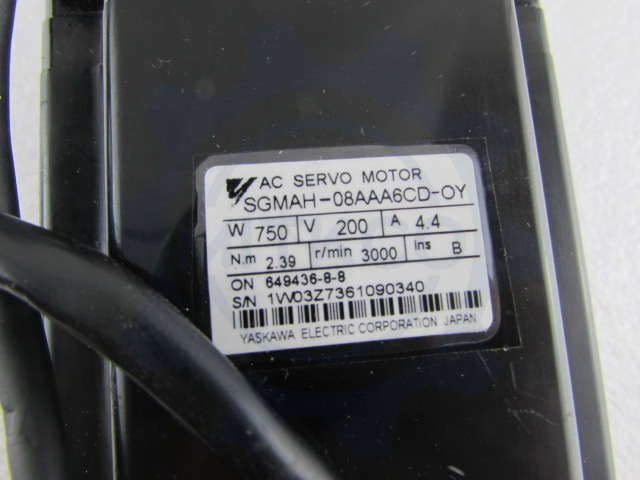 AC SERVO MOTOR
SGMAH-08AAA6CD-OY
W 750 V 200 A 4.4
N.m 2.39 r/min 3000 Ins B
ON 649436-8-8
S/N 1W03Z7361090340
YASKAWA ELECTRIC CORPORATION JAPAN